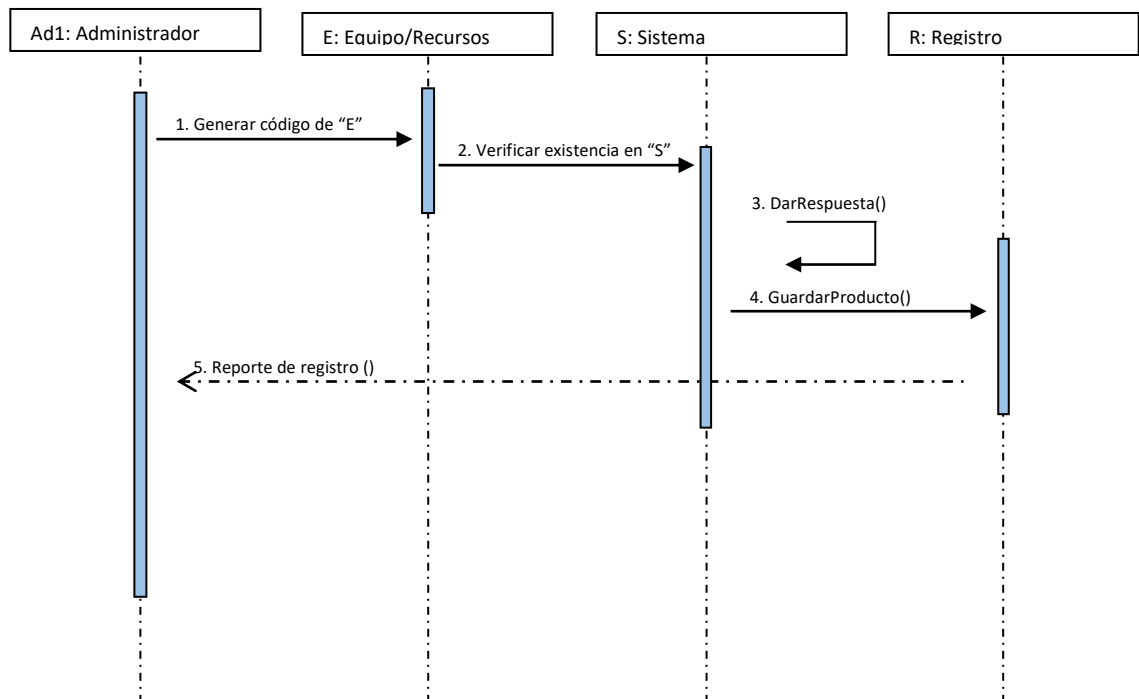 Ad1: Administrador
E: Equipo/Recursos
S: Sistema
R: Registro
1. Generar código de “E”
2. Verificar existencia en “S”
3. DarRespuesta()
4. GuardarProducto()
5. Reporte de registro ()